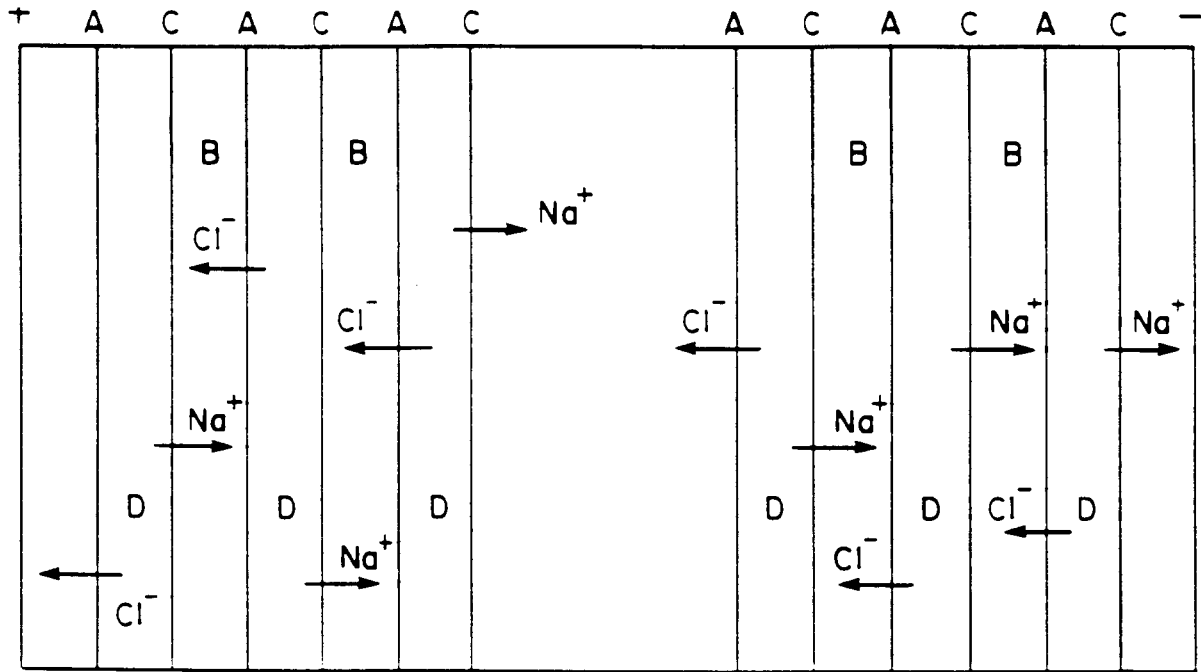 + A C A C A C A C A C A C −
B B B B
Na⁺
Cl⁻
Cl⁻ Cl⁻ Na⁺ Na⁺
Na⁺ Na⁺
D D D D D D
Cl⁻
Na⁺ Cl⁻
Cl⁻